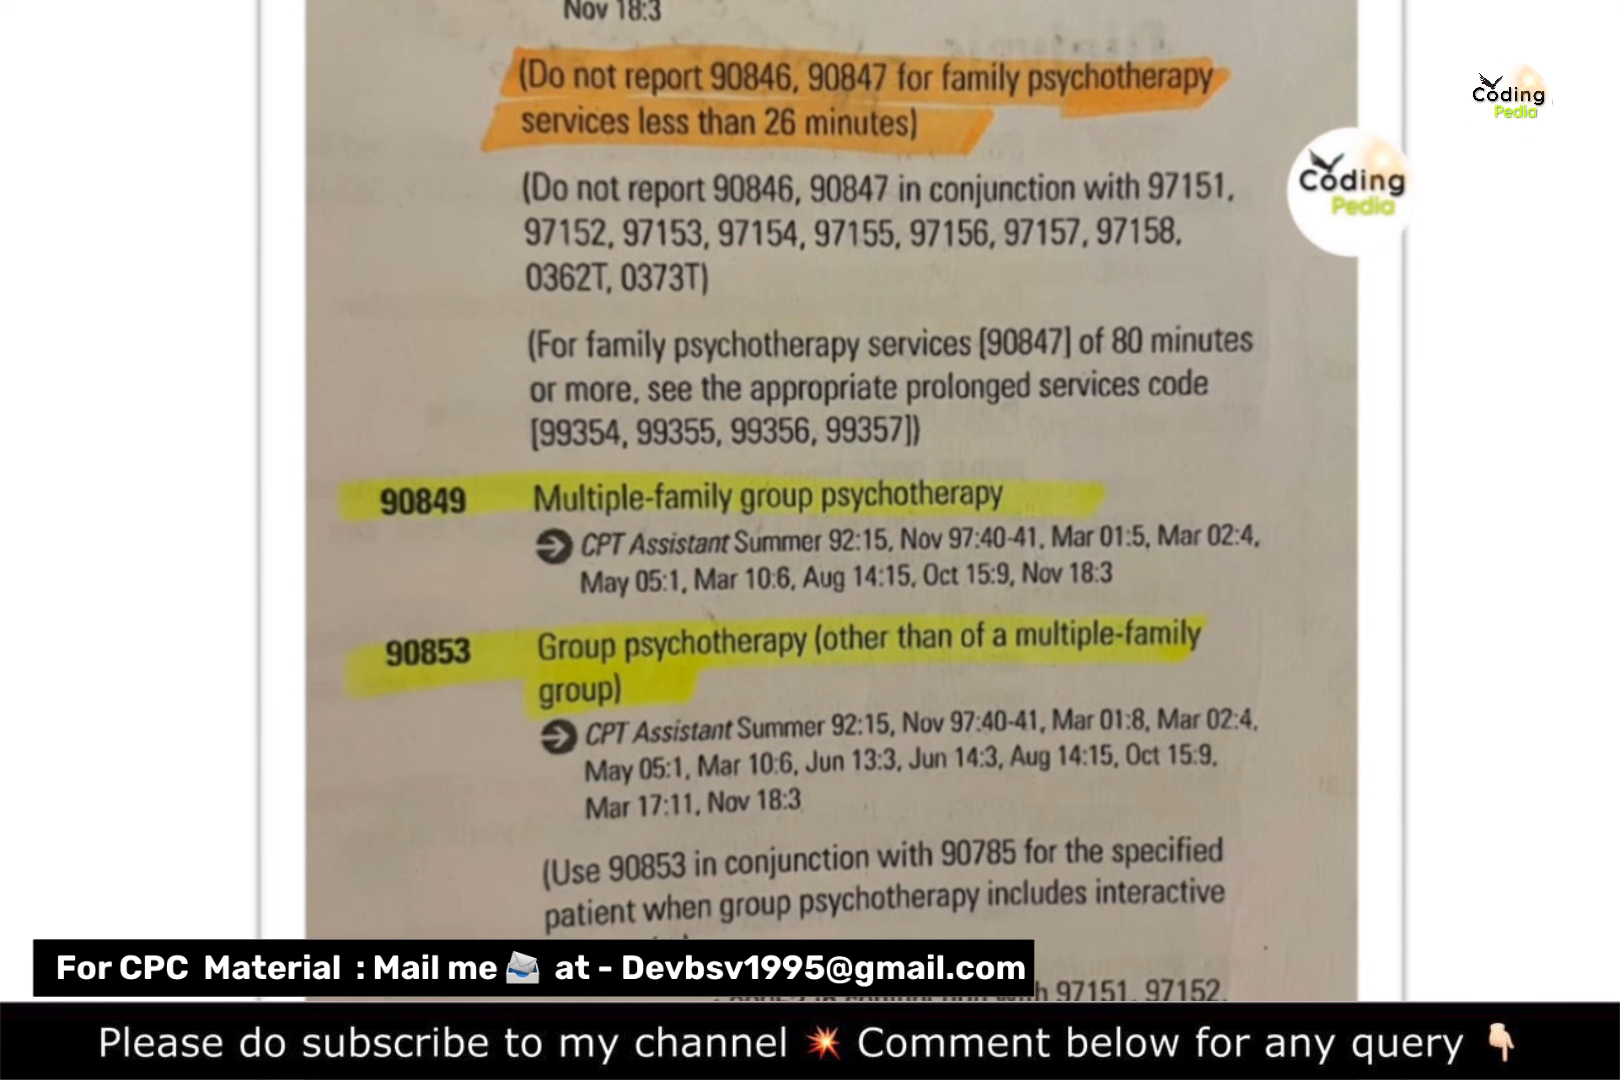 Nov 18:3
(Do not report 90846, 90847 for family psychotherapy
services less than 26 minutes)
(Do not report 90846, 90847 in conjunction with 97151,
97152, 97153, 97154, 97155, 97156, 97157, 97158,
0362T, 0373T)
(For family psychotherapy services [90847] of 80 minutes
or more, see the appropriate prolonged services code
[99354, 99355, 99356, 99357])
90849 Multiple-family group psychotherapy
CPT Assistant Summer 92:15, Nov 97:40-41, Mar 01:5, Mar 02:4,
May 05:1, Mar 10:6, Aug 14:15, Oct 15:9, Nov 18:3
90853 Group psychotherapy (other than of a multiple-family
group)
CPT Assistant Summer 92:15, Nov 97:40-41, Mar 01:8, Mar 02:4,
May 05:1, Mar 10:6, Jun 13:3, Jun 14:3, Aug 14:15, Oct 15:9,
Mar 17:11, Nov 18:3
(Use 90853 in conjunction with 90785 for the specified
patient when group psychotherapy includes interactive
97151, 97152,
Coding
Pedia
Coding
Pedia
For CPC Material : Mail me 📨 at - Devbsv1995@gmail.com
Please do subscribe to my channel 💥 Comment below for any query 👇🏻